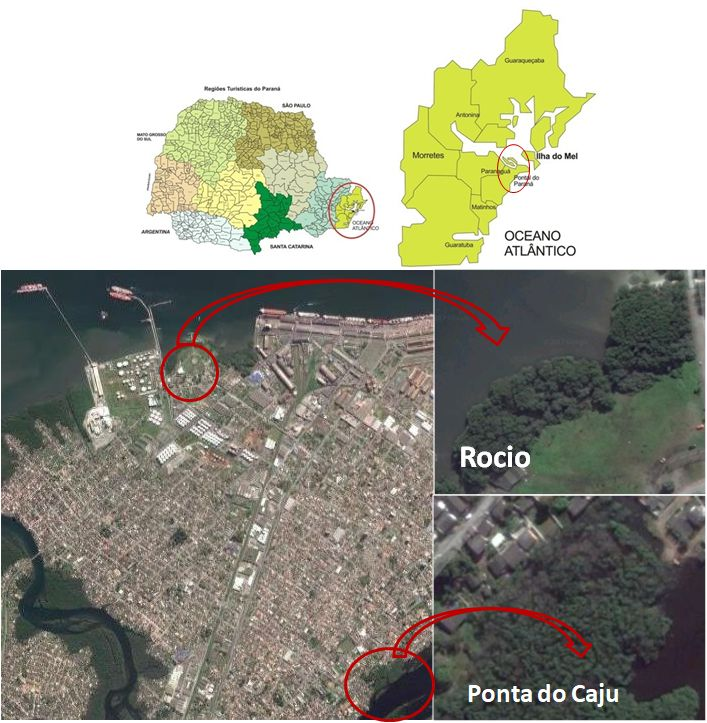 Regiões Turísticas do Paraná
SÃO PAULO
MATO GROSSO
DO SUL
ARGENTINA
SANTA CATARINA
OCEANO
ATLÂNTICO
Guaraqueçaba
Antonina
Morretes
Ilha do Mel
Paranaguá
Pontal do
Paraná
Matinhos
Guaratuba
OCEANO
ATLÂNTICO
Rocio
Ponta do Caju